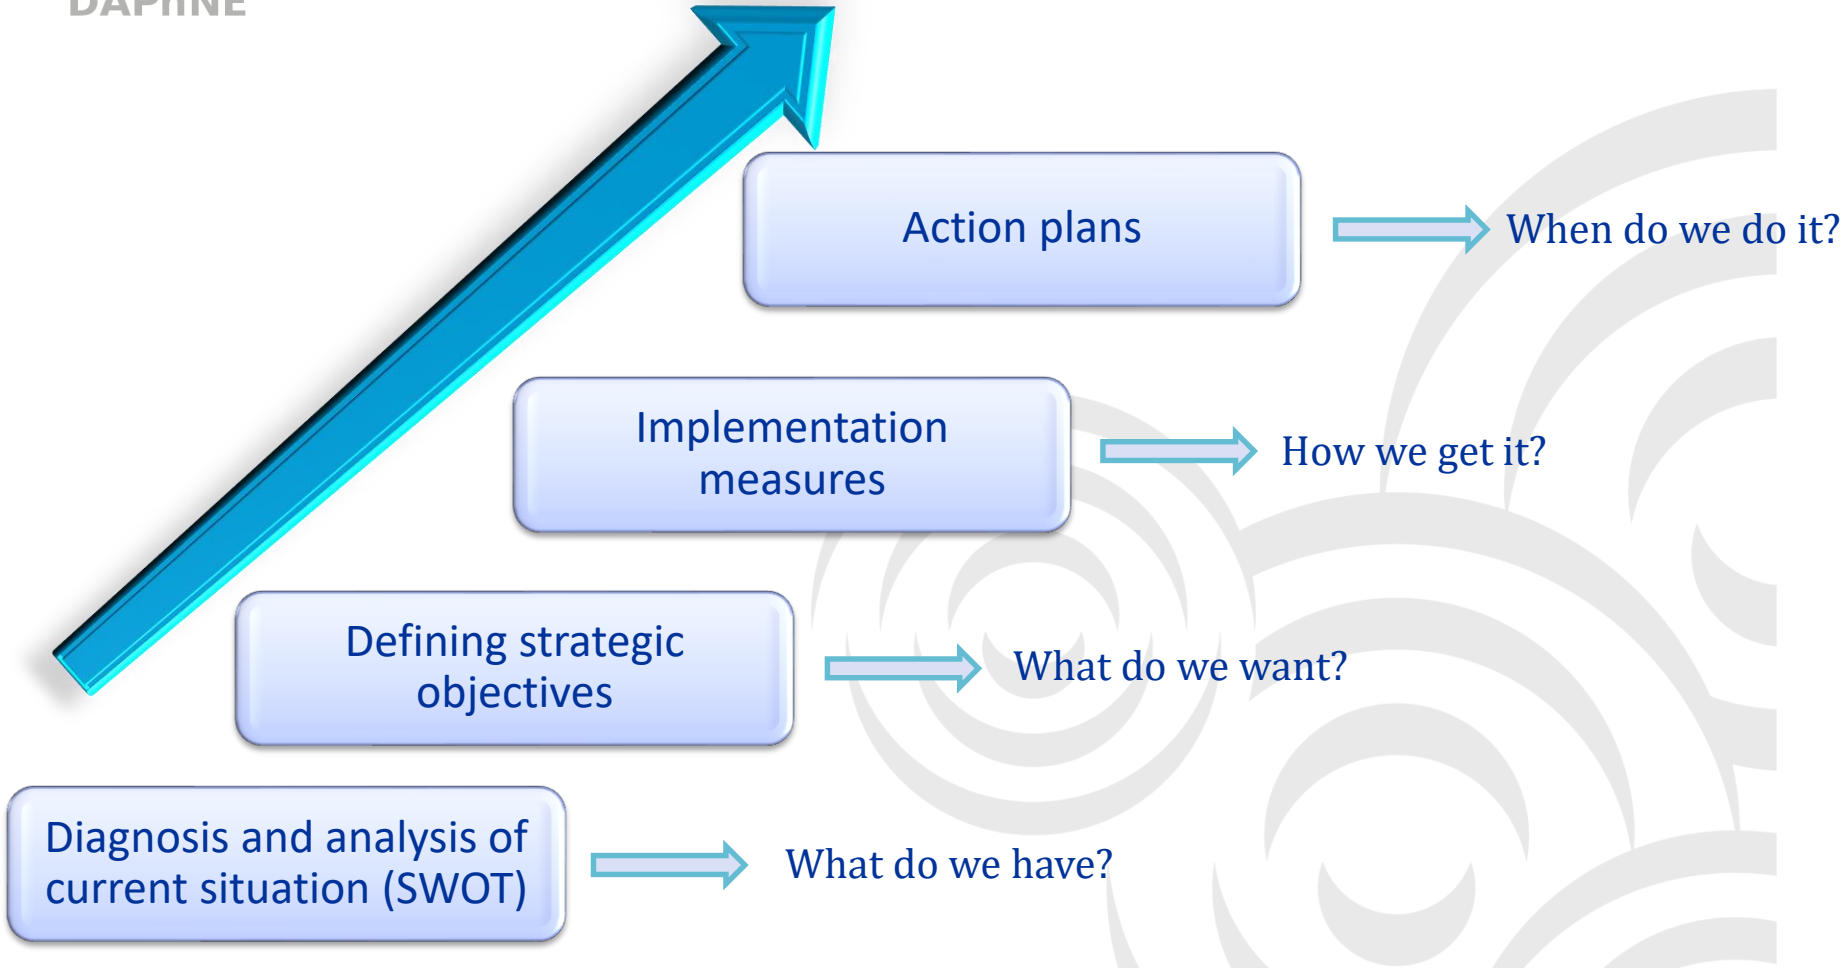 DAPhNE
Action plans
When do we do it?
Implementation
measures
How we get it?
Defining strategic
objectives
What do we want?
Diagnosis and analysis of
current situation (SWOT)
What do we have?